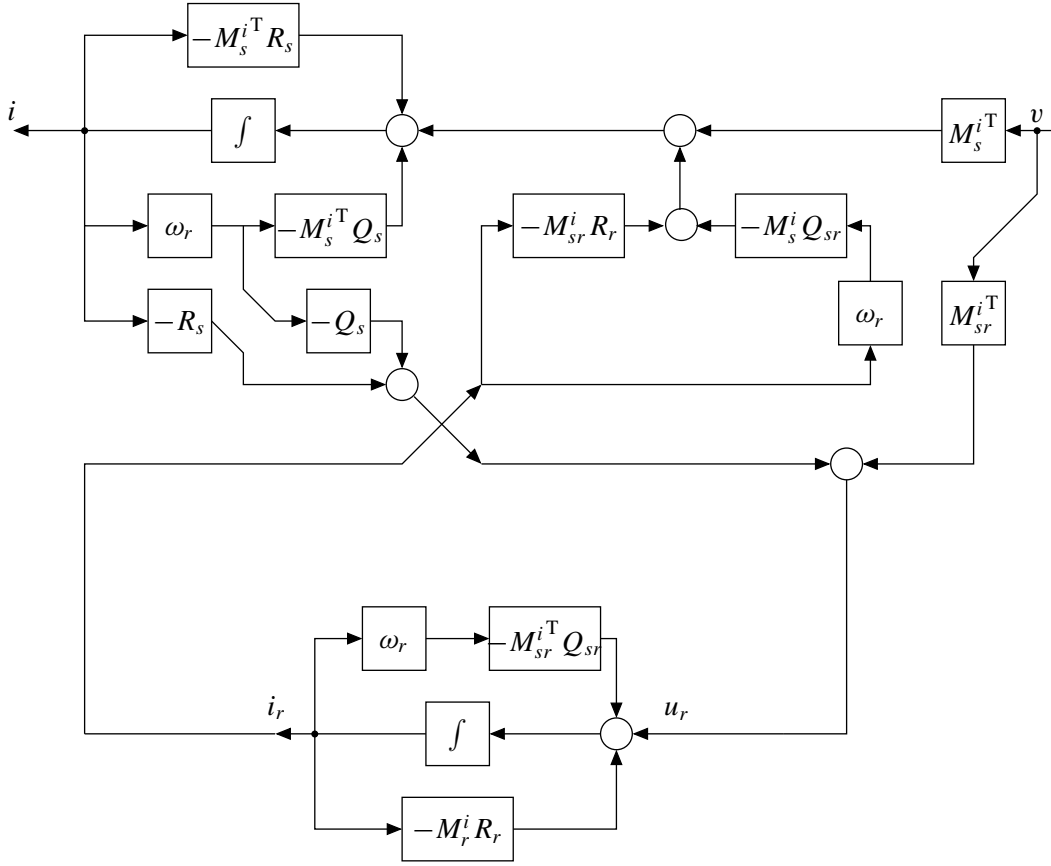 −M_s^{iT} R_s
i
∫
M_s^{iT}
v
ω_r
−M_s^{iT} Q_s
−M_{sr}^i R_r
−M_s^i Q_{sr}
−R_s
−Q_s
ω_r
M_{sr}^{iT}
ω_r
−M_{sr}^{iT} Q_{sr}
i_r
∫
u_r
−M_r^i R_r